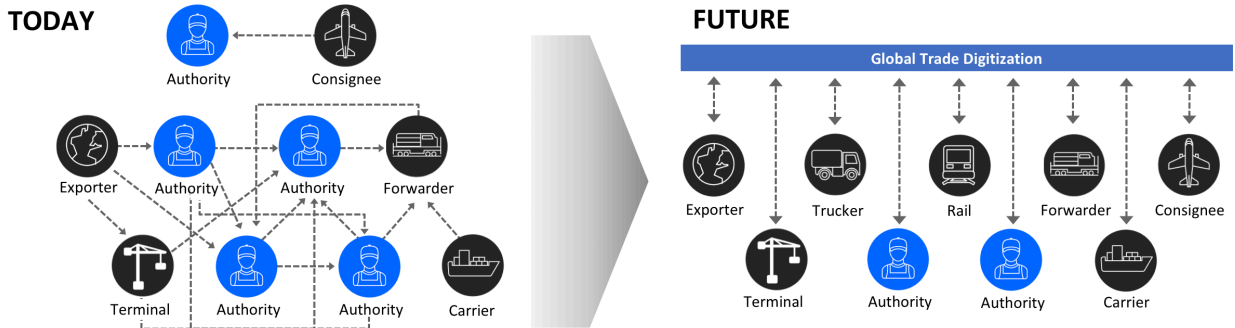 TODAY
Authority
Consignee
Exporter
Authority
Authority
Forwarder
Terminal
Authority
Authority
Carrier
FUTURE
Global Trade Digitization
Exporter
Trucker
Rail
Forwarder
Consignee
Terminal
Authority
Authority
Carrier